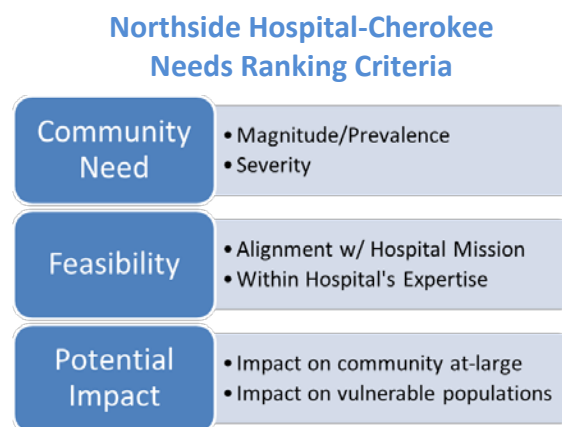 Northside Hospital-Cherokee
Needs Ranking Criteria
Community
Need
• Magnitude/Prevalence
• Severity
Feasibility
• Alignment w/ Hospital Mission
• Within Hospital's Expertise
Potential
Impact
• Impact on community at-large
• Impact on vulnerable populations